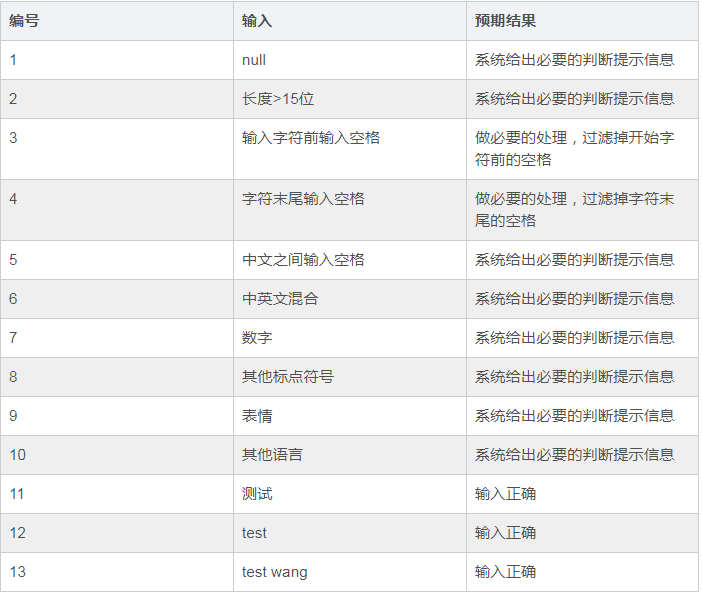 编号 输入 预期结果
1 null 系统给出必要的判断提示信息
2 长度>15位 系统给出必要的判断提示信息
3 输入字符前输入空格 做必要的处理，过滤掉开始字
符前的空格
4 字符末尾输入空格 做必要的处理，过滤掉字符末
尾的空格
5 中文之间输入空格 系统给出必要的判断提示信息
6 中英文混合 系统给出必要的判断提示信息
7 数字 系统给出必要的判断提示信息
8 其他标点符号 系统给出必要的判断提示信息
9 表情 系统给出必要的判断提示信息
10 其他语言 系统给出必要的判断提示信息
11 测试 输入正确
12 test 输入正确
13 test wang 输入正确